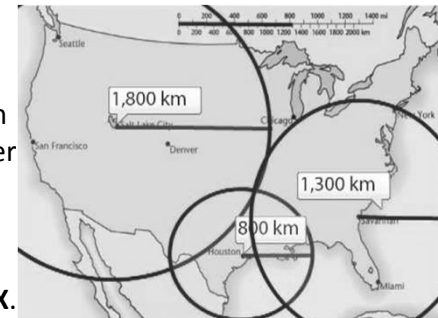 0 200 400 600 800 1000 1200 1400 mi
0 200 400 600 800 1000 1200 1400 1600 1800 2000 km
Seattle
1,800 km
Salt Lake City
Chicago
New York
n
er
San Francisco
Denver
1,300 km
Savannah
800 km
Houston
Miami
X.